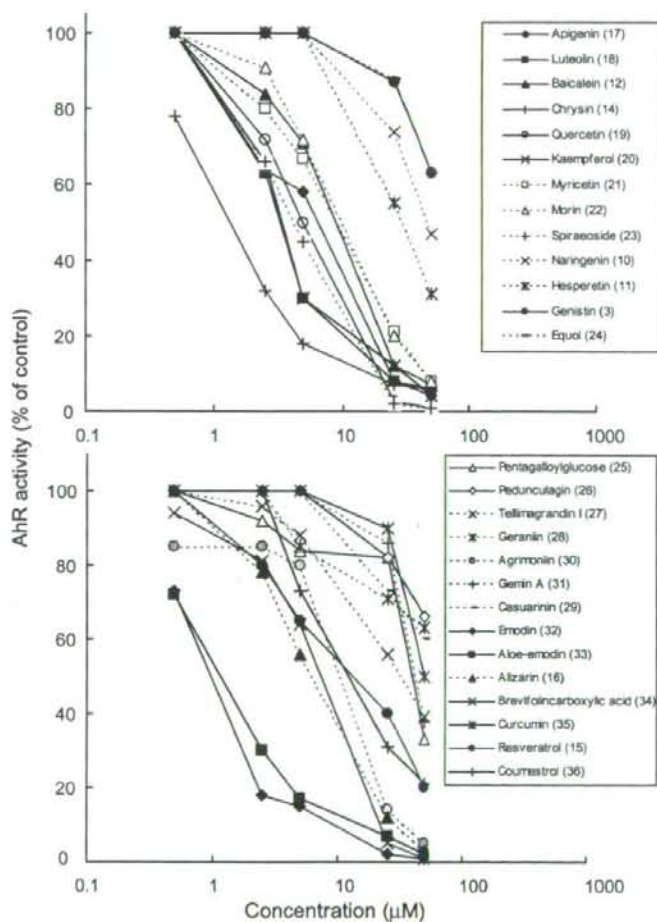 AhR activity (% of control)
100
80
60
40
20
0
0.1
1
10
100
1000
Apigenin (17)
Luteolin (18)
Baicalein (12)
Chrysin (14)
Quercetin (19)
Kaempferol (20)
Myricetin (21)
Morin (22)
Spiraeoside (23)
Naringenin (10)
Hesperetin (11)
Genistin (3)
Equol (24)
100
80
60
40
20
0
0.1
1
10
100
1000
Pentagalloylglucose (25)
Pedunculagin (26)
Tellimagrandin I (27)
Geraniin (28)
Agrimoniin (30)
Gemin A (31)
Casuarinin (29)
Emodin (32)
Aloe-emodin (33)
Alizarin (16)
Brevifolincarboxylic acid (34)
Curcumin (35)
Resveratrol (15)
Coumestrol (36)
Concentration (μM)